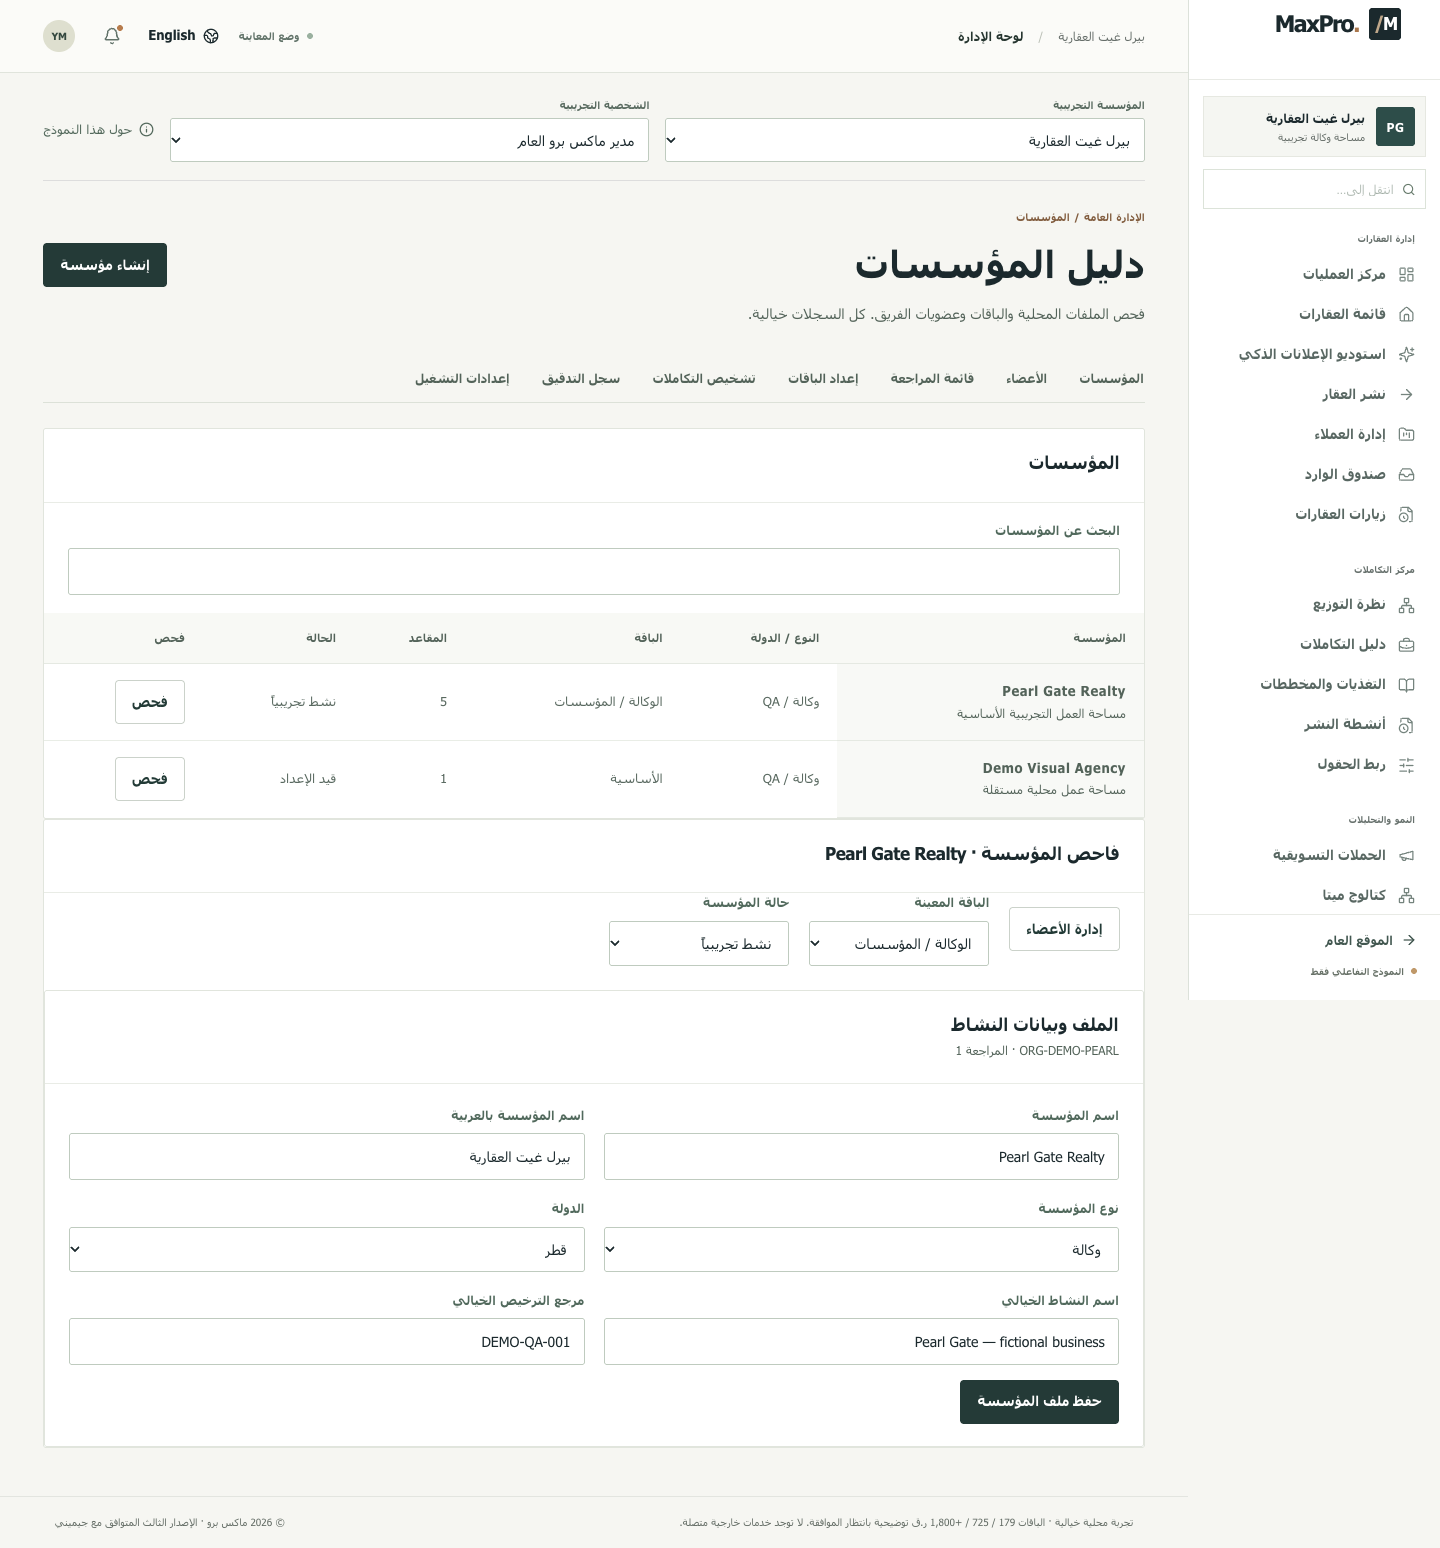 MaxPro.
/M
بيرل غيت العقارية
مساحة وكالة تجريبية
PG
انتقل إلى...
إدارة العقارات
مركز العمليات
قائمة العقارات
استوديو الإعلانات الذكي
نشر العقار
إدارة العملاء
صندوق الوارد
زيارات العقارات
مركز التكاملات
نظرة التوزيع
دليل التكاملات
التغذيات والمخططات
أنشطة النشر
ربط الحقول
النمو والتحليلات
الحملات التسويقية
كتالوج ميتا
الموقع العام
النموذج التفاعلي فقط
بيرل غيت العقارية / لوحة الإدارة
وضع المعاينة
English
YM
المؤسسة التجريبية
بيرل غيت العقارية
الشخصية التجريبية
مدير ماكس برو العام
حول هذا النموذج
الإدارة العامة / المؤسسات
دليل المؤسسات
إنشاء مؤسسة
فحص الملفات المحلية والباقات وعضويات الفريق. كل السجلات خيالية.
المؤسسات الأعضاء قائمة المراجعة إعداد الباقات تشخيص التكاملات سجل التدقيق إعدادات التشغيل
المؤسسات
البحث عن المؤسسات
المؤسسة النوع / الدولة الباقة المقاعد الحالة فحص
Pearl Gate Realty
مساحة العمل التجريبية الأساسية
وكالة / QA
الوكالة / المؤسسات
5
نشط تجريبياً
فحص
Demo Visual Agency
مساحة عمل محلية مستقلة
وكالة / QA
الأساسية
1
قيد الإعداد
فحص
فاحص المؤسسة · Pearl Gate Realty
إدارة الأعضاء
الباقة المعينة
الوكالة / المؤسسات
حالة المؤسسة
نشط تجريبياً
الملف وبيانات النشاط
ORG-DEMO-PEARL · المراجعة 1
اسم المؤسسة
Pearl Gate Realty
اسم المؤسسة بالعربية
بيرل غيت العقارية
نوع المؤسسة
وكالة
الدولة
قطر
اسم النشاط الخيالي
Pearl Gate — fictional business
مرجع الترخيص الخيالي
DEMO-QA-001
حفظ ملف المؤسسة
تجربة محلية خيالية · الباقات 179 / 725 / +1,800 ر.ق توضيحية بانتظار الموافقة. لا توجد خدمات خارجية متصلة.
© 2026 ماكس برو · الإصدار الثالث المتوافق مع جيميني